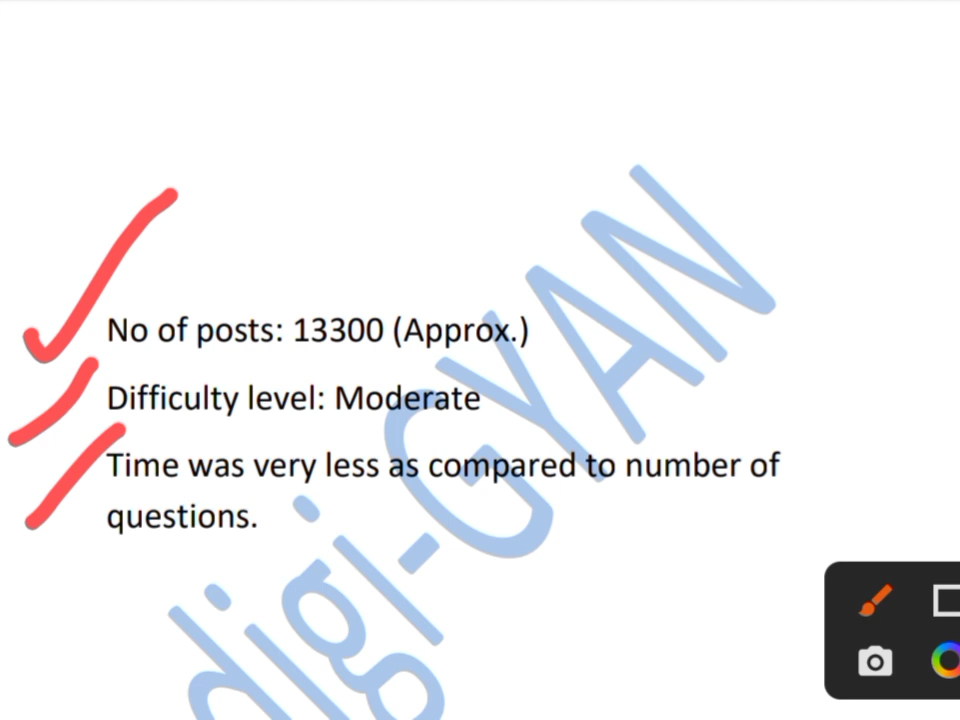 No of posts: 13300 (Approx.)
Difficulty level: Moderate
Time was very less as compared to number of
questions.
digi-GYAN